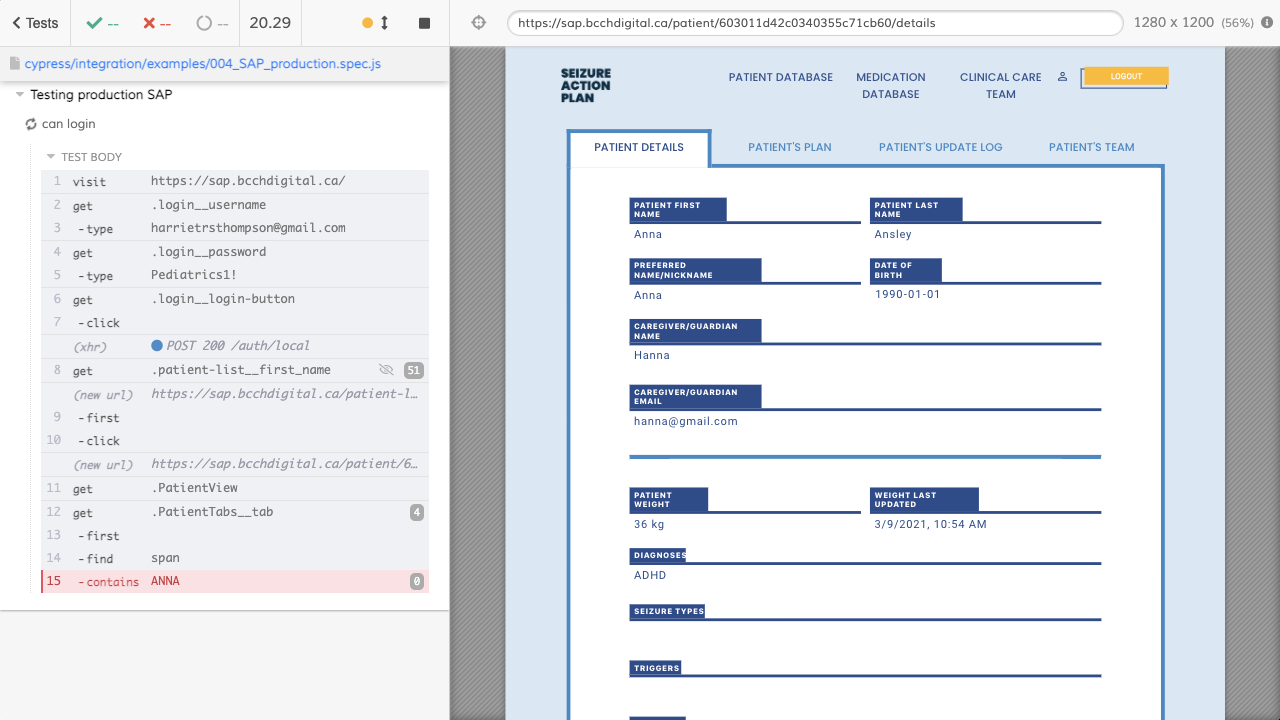 Tests
--
--
--
20.29
https://sap.bcchdigital.ca/patient/603011d42c0340355c71cb60/details
1280 x 1200 (56%)
cypress/integration/examples/004_SAP_production.spec.js
Testing production SAP
can login
TEST BODY
1 visit https://sap.bcchdigital.ca/
2 get .login__username
3 -type harrietrsthompson@gmail.com
4 get .login__password
5 -type Pediatrics1!
6 get .login__login-button
7 -click
(xhr) POST 200 /auth/local
8 get .patient-list__first_name 51
(new url) https://sap.bcchdigital.ca/patient-l…
9 -first
10 -click
(new url) https://sap.bcchdigital.ca/patient/6…
11 get .PatientView
12 get .PatientTabs__tab 4
13 -first
14 -find span
15 -contains ANNA 0
SEIZURE
ACTION
PLAN
PATIENT DATABASE
MEDICATION
DATABASE
CLINICAL CARE
TEAM
LOGOUT
PATIENT DETAILS
PATIENT'S PLAN
PATIENT'S UPDATE LOG
PATIENT'S TEAM
PATIENT FIRST
NAME
Anna
PATIENT LAST
NAME
Ansley
PREFERRED
NAME/NICKNAME
Anna
DATE OF
BIRTH
1990-01-01
CAREGIVER/GUARDIAN
NAME
Hanna
CAREGIVER/GUARDIAN
EMAIL
hanna@gmail.com
PATIENT
WEIGHT
36 kg
WEIGHT LAST
UPDATED
3/9/2021, 10:54 AM
DIAGNOSES
ADHD
SEIZURE TYPES
TRIGGERS